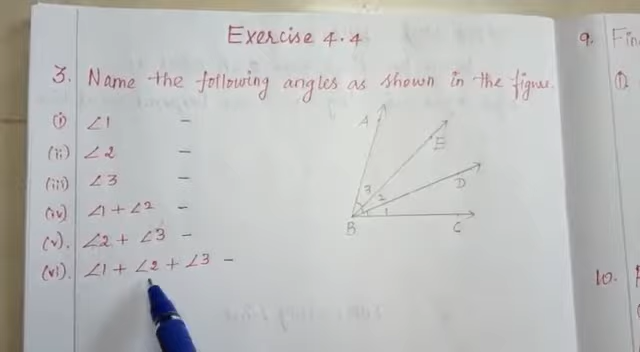 Exercise 4.4
3. Name the following angles as shown in the figure.
(i) ∠1 -
(ii) ∠2 -
(iii) ∠3 -
(iv) ∠1 + ∠2 -
(v). ∠2 + ∠3 -
(vi). ∠1 + ∠2 + ∠3 -
A
E
D
3
2
1
B C
9.
(i)
10.